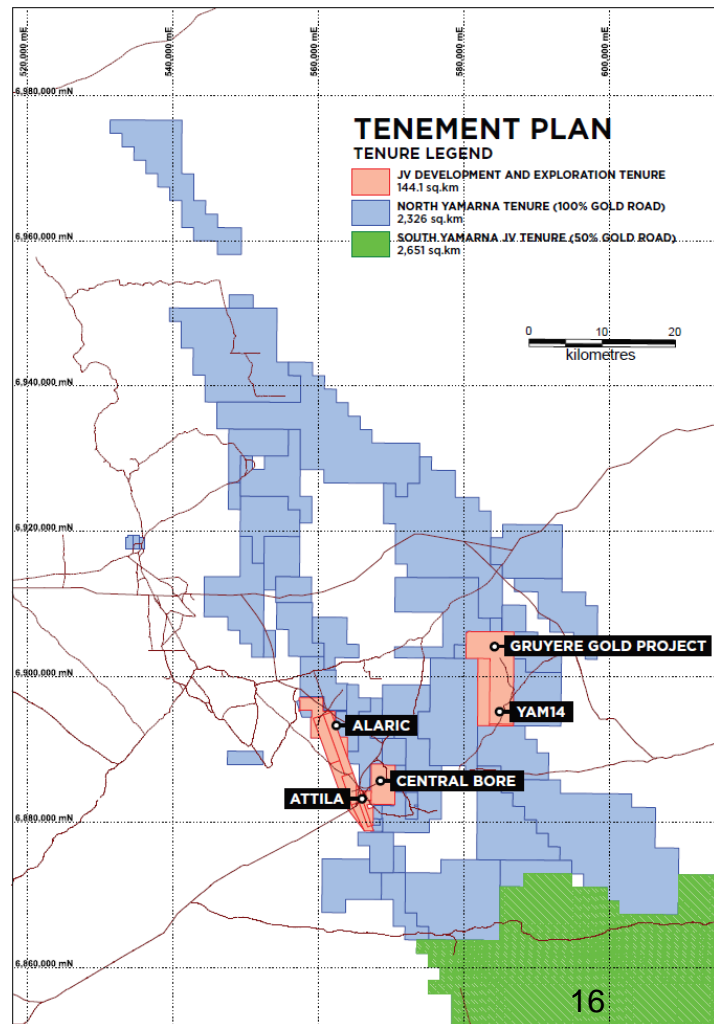 520,000 mE
540,000 mE
560,000 mE
580,000 mE
600,000 mE
6,980,000 mN
TENEMENT PLAN
TENURE LEGEND
JV DEVELOPMENT AND EXPLORATION TENURE
144.1 sq.km
NORTH YAMARNA TENURE (100% GOLD ROAD)
2,326 sq.km
SOUTH YAMARNA JV TENURE (50% GOLD ROAD)
2,651 sq.km
6,960,000 mN
0 10 20
kilometres
6,940,000 mN
6,920,000 mN
GRUYERE GOLD PROJECT
6,900,000 mN
YAM14
ALARIC
CENTRAL BORE
ATTILA
6,880,000 mN
6,860,000 mN
16